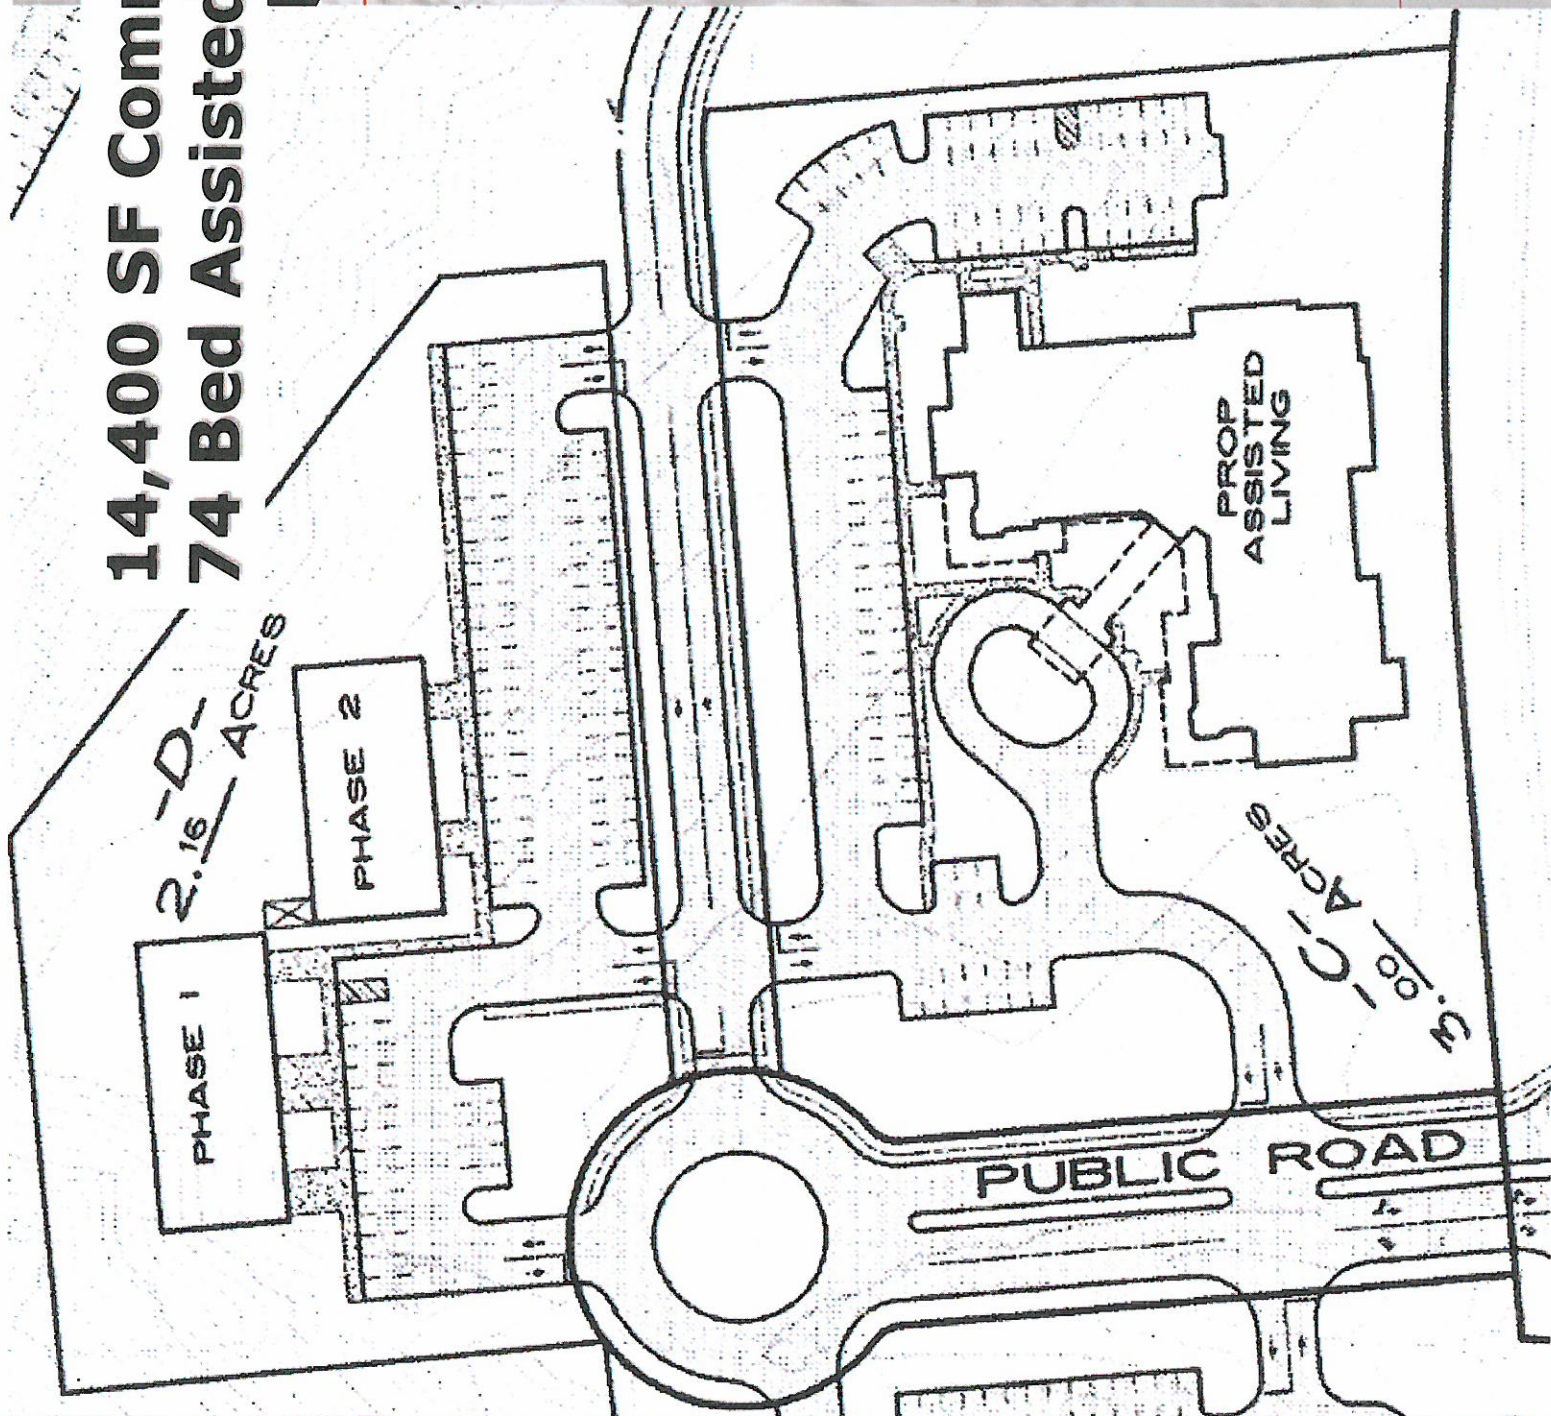 14,400 SF Com
74 Bed Assisted
-D-
2.16 ACRES
PHASE 2
PHASE 1
PROP
ASSISTED
LIVING
-C-
3.00 ACRES
PUBLIC ROAD